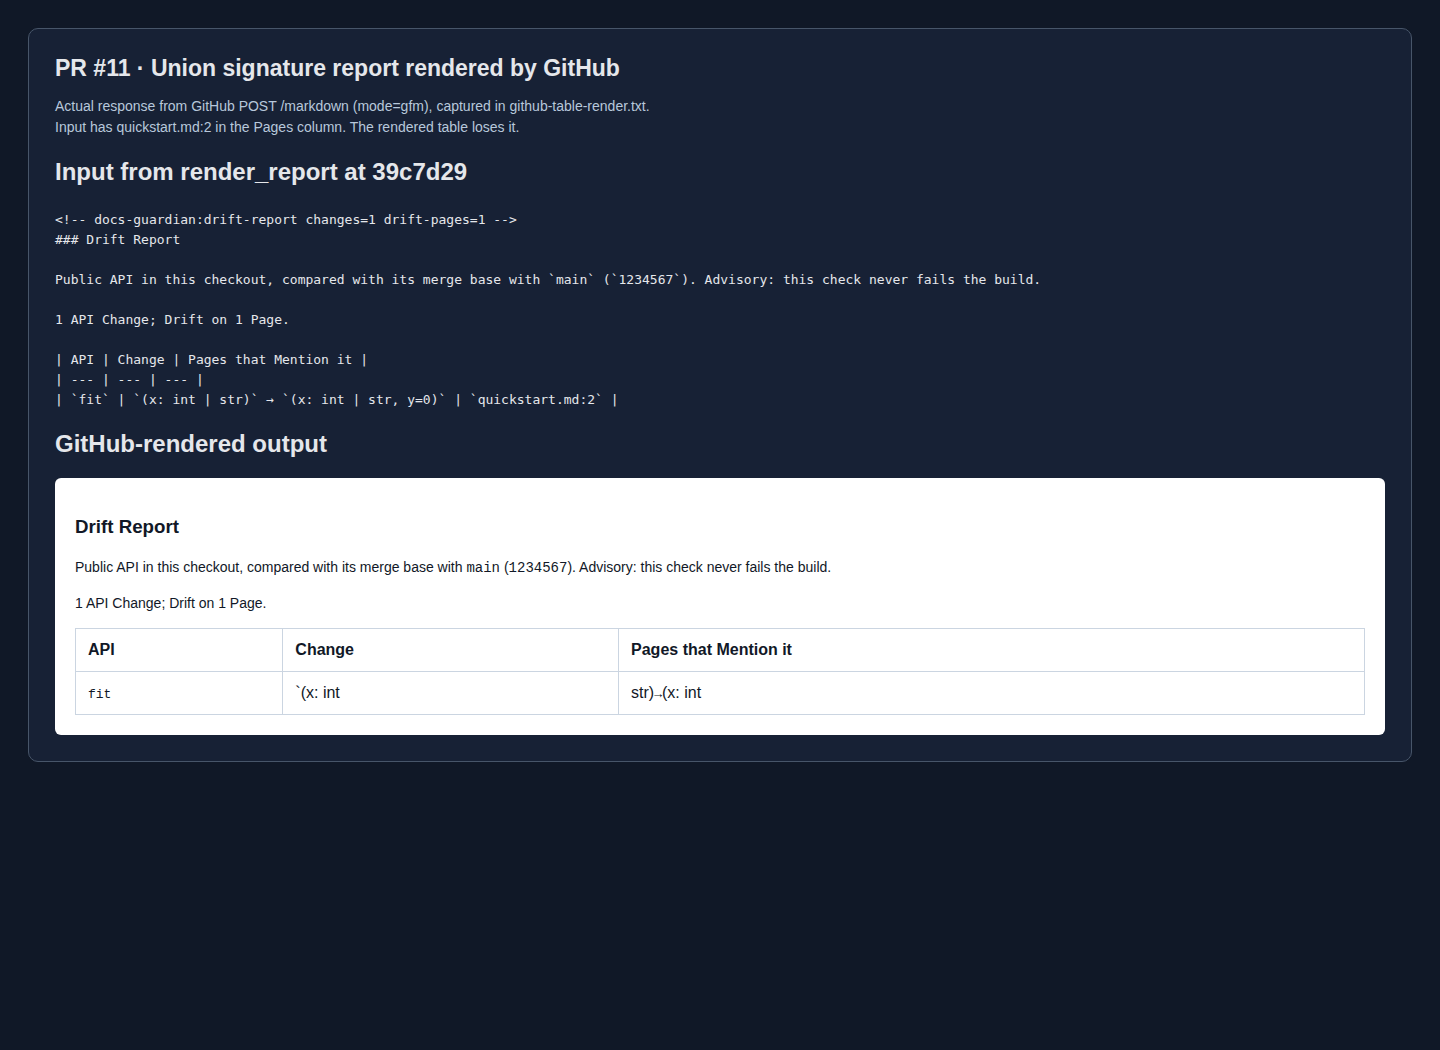 PR #11 · Union signature report rendered by GitHub
Actual response from GitHub POST /markdown (mode=gfm), captured in github-table-render.txt.
Input has quickstart.md:2 in the Pages column. The rendered table loses it.
Input from render_report at 39c7d29
<!-- docs-guardian:drift-report changes=1 drift-pages=1 -->
### Drift Report
Public API in this checkout, compared with its merge base with `main` (`1234567`). Advisory: this check never fails the build.
1 API Change; Drift on 1 Page.
| API | Change | Pages that Mention it |
| --- | --- | --- |
| `fit` | `(x: int | str)` → `(x: int | str, y=0)` | `quickstart.md:2` |
GitHub-rendered output
Drift Report
Public API in this checkout, compared with its merge base with main (1234567). Advisory: this check never fails the build.
1 API Change; Drift on 1 Page.
API Change Pages that Mention it
fit `(x: int str)→(x: int